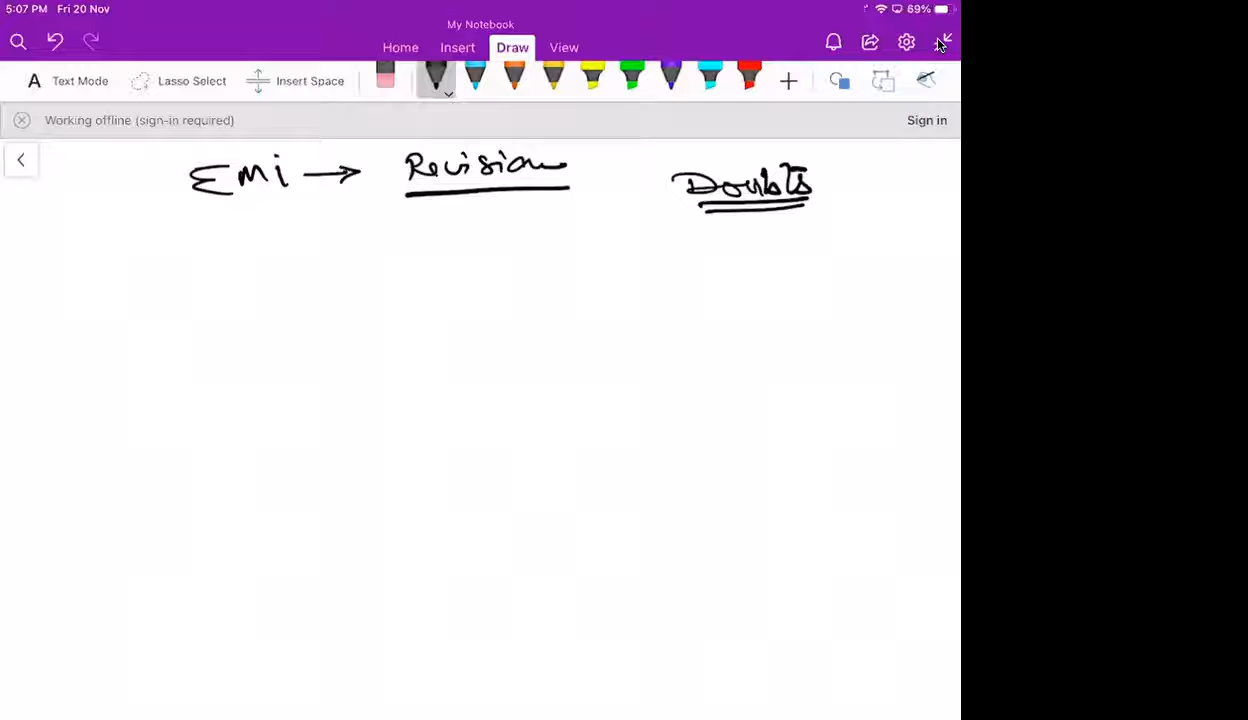 5:07 PM Fri 20 Nov 69%
My Notebook
Home Insert Draw View
A Text Mode Lasso Select Insert Space
Working offline (sign-in required) Sign in
EMi → Revision Doubts